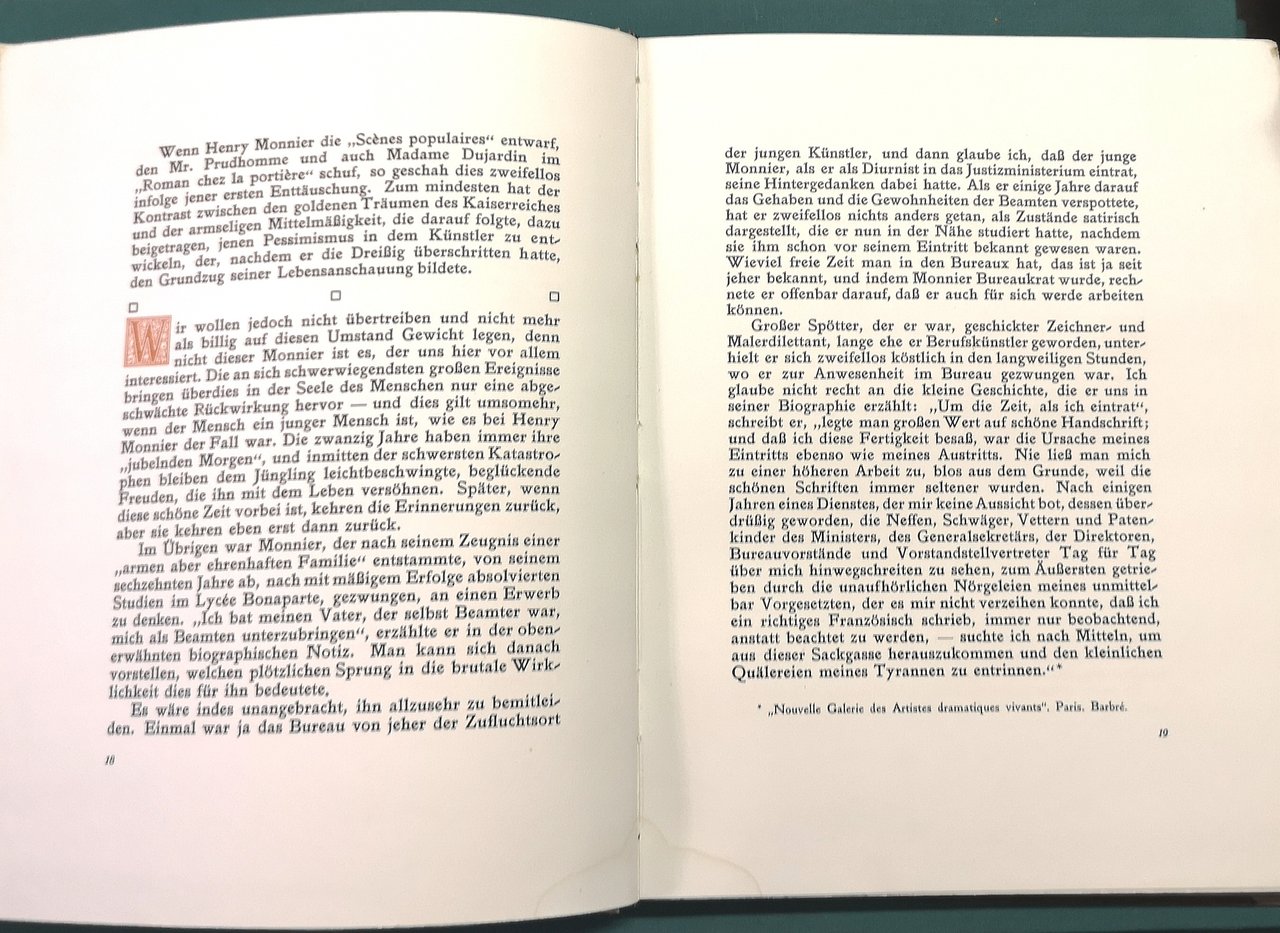 Wenn Henry Monnier die „Scènes populaires“ entwarf,
den Mr. Prudhomme und auch Madame Dujardin im
„Roman chez la portière“ schuf, so geschah dies zweifellos
infolge jener ersten Enttäuschung. Zum mindesten hat der
Kontrast zwischen den goldenen Träumen des Kaiserreiches
und der armseligen Mittelmäßigkeit, die darauf folgte, dazu
beigetragen, jenen Pessimismus in dem Künstler zu ent-
wickeln, der, nachdem er die Dreißig überschritten hatte,
den Grundzug seiner Lebensanschauung bildete.
Wir wollen jedoch nicht übertreiben und nicht mehr
als billig auf diesen Umstand Gewicht legen, denn
nicht dieser Monnier ist es, der uns hier vor allem
interessiert. Die an sich schwerwiegendsten großen Ereignisse
bringen überdies in der Seele des Menschen nur eine abge-
schwächte Rückwirkung hervor — und dies gilt umsomehr,
wenn der Mensch ein junger Mensch ist, wie es bei Henry
Monnier der Fall war. Die zwanzig Jahre haben immer ihre
„jubelnden Morgen“, und inmitten der schwersten Katastro-
phen bleiben dem Jüngling leichtbeschwingte, beglückende
Freuden, die ihn mit dem Leben versöhnen. Später, wenn
diese schöne Zeit vorbei ist, kehren die Erinnerungen zurück,
aber sie kehren eben erst dann zurück.
Im Übrigen war Monnier, der nach seinem Zeugnis einer
„armen aber ehrenhaften Familie“ entstammte, von seinem
sechzehnten Jahre ab, nach mit mäßigem Erfolge absolvierten
Studien im Lycée Bonaparte, gezwungen, an einen Erwerb
zu denken. „Ich bat meinen Vater, der selbst Beamter war,
mich als Beamten unterzubringen“, erzählte er in der oben-
erwähnten biographischen Notiz. Man kann sich danach
vorstellen, welchen plötzlichen Sprung in die brutale Wirk-
lichkeit dies für ihn bedeutete.
Es wäre indes unangebracht, ihn allzusehr zu bemitlei-
den. Einmal war ja das Bureau von jeher der Zufluchtsort
18
der jungen Künstler, und dann glaube ich, daß der junge
Monnier, als er als Diurnist in das Justizministerium eintrat,
seine Hintergedanken dabei hatte. Als er einige Jahre darauf
das Gehaben und die Gewohnheiten der Beamten verspottete,
hat er zweifellos nichts anders getan, als Zustände satirisch
dargestellt, die er nun in der Nähe studiert hatte, nachdem
sie ihm schon vor seinem Eintritt bekannt gewesen waren.
Wieviel freie Zeit man in den Bureaux hat, das ist ja seit
jeher bekannt, und indem Monnier Bureaukrat wurde, rech-
nete er offenbar darauf, daß er auch für sich werde arbeiten
können.
Großer Spötter, der er war, geschickter Zeichner- und
Malerdilettant, lange ehe er Berufskünstler geworden, unter-
hielt er sich zweifellos köstlich in den langweiligen Stunden,
wo er zur Anwesenheit im Bureau gezwungen war. Ich
glaube nicht recht an die kleine Geschichte, die er uns in
seiner Biographie erzählt: „Um die Zeit, als ich eintrat“,
schreibt er, „legte man großen Wert auf schöne Handschrift;
und daß ich diese Fertigkeit besaß, war die Ursache meines
Eintritts ebenso wie meines Austritts. Nie ließ man mich
zu einer höheren Arbeit zu, blos aus dem Grunde, weil die
schönen Schriften immer seltener wurden. Nach einigen
Jahren eines Dienstes, der mir keine Aussicht bot, dessen über-
drüßig geworden, die Neffen, Schwäger, Vettern und Paten-
kinder des Ministers, des Generalsekretärs, der Direktoren,
Bureauvorstände und Vorstandstellvertreter Tag für Tag
über mich hinwegschreiten zu sehen, zum Äußersten getrie-
ben durch die unaufhörlichen Nörgeleien meines unmittel-
bar Vorgesetzten, der es mir nicht verzeihen konnte, daß ich
ein richtiges Französisch schrieb, immer nur beobachtend,
anstatt beachtet zu werden, — suchte ich nach Mitteln, um
aus dieser Sackgasse herauszukommen und den kleinlichen
Quälereien meines Tyrannen zu entrinnen.“*
* „Nouvelle Galerie des Artistes dramatiques vivants“. Paris. Barbré.
19